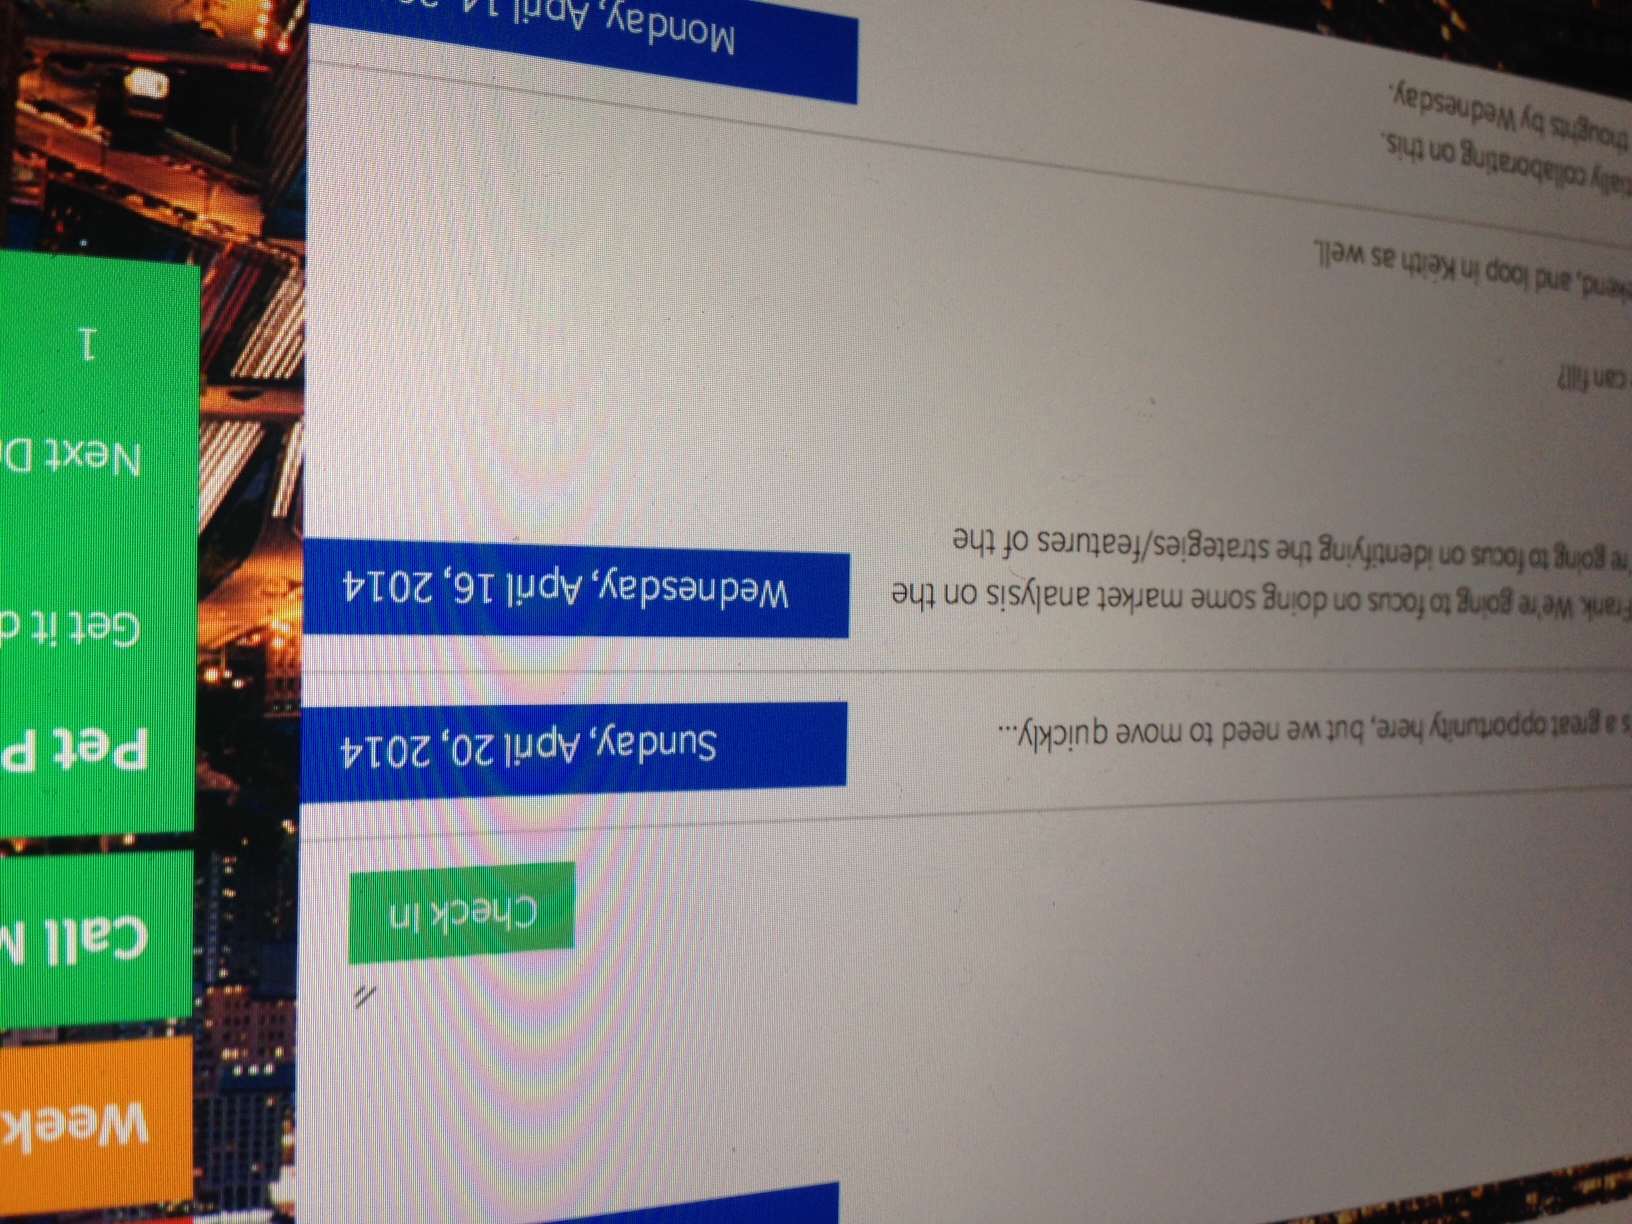 Week
Call M
Check In
s a great opportunity here, but we need to move quickly...
Sunday, April 20, 2014
Pet P
Get it d
Frank. We're going to focus on doing some market analysis on the
're going to focus on identifying the strategies/features of the
Wednesday, April 16, 2014
Next Dr
1
can fill?
ekend, and loop in Keith as well.
tially collaborating on this.
thoughts by Wednesday.
Monday, April 14, 20